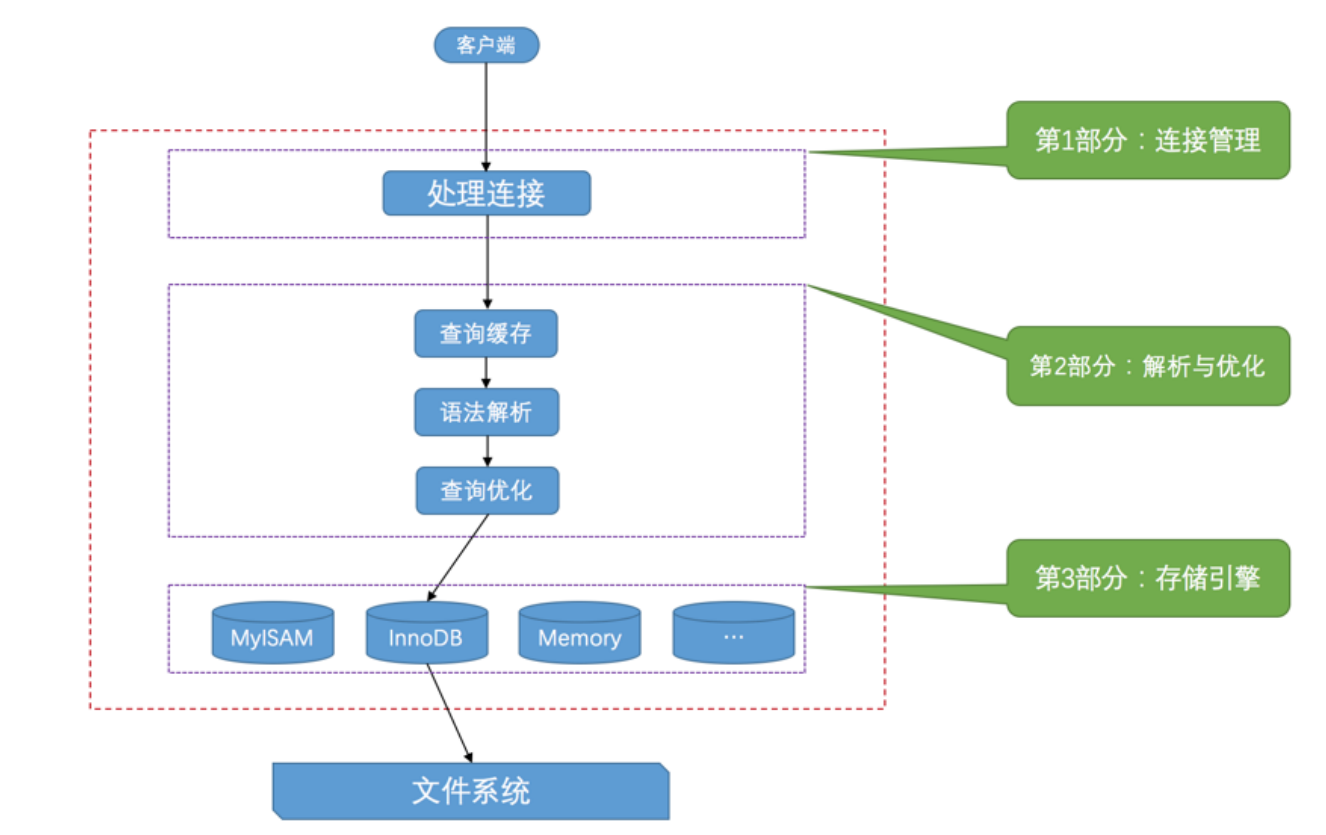 客户端
第1部分：连接管理
处理连接
查询缓存
第2部分：解析与优化
语法解析
查询优化
第3部分：存储引擎
MyISAM
InnoDB
Memory
…
文件系统